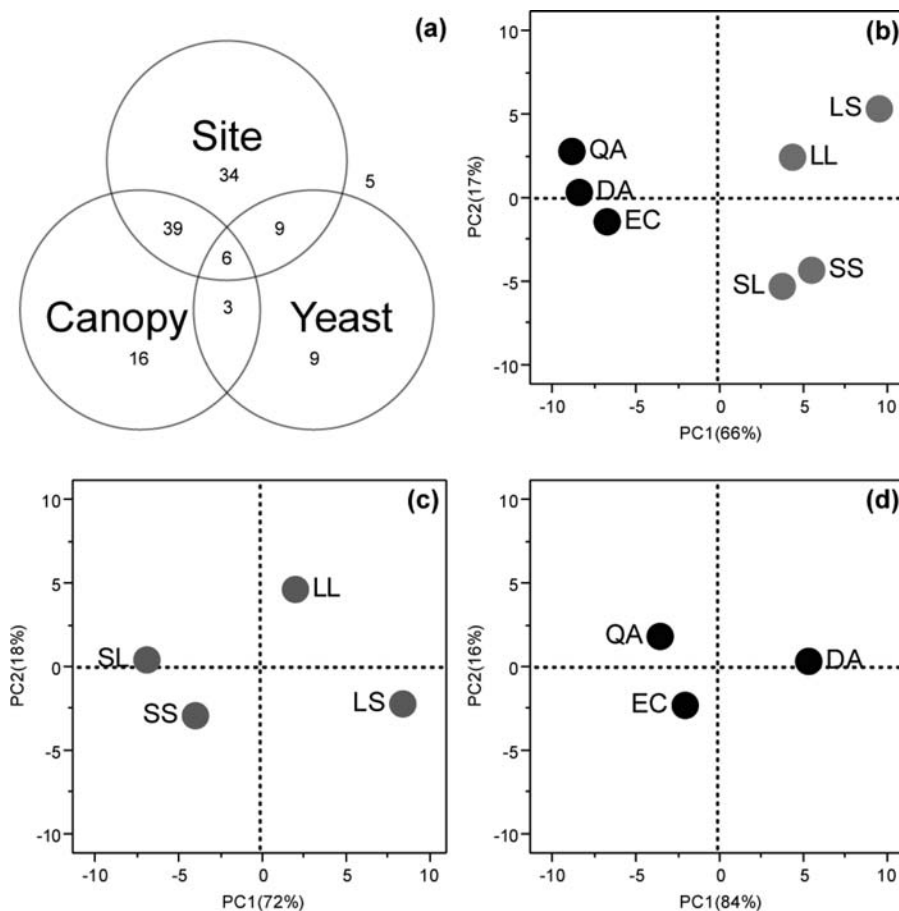 (a)
Site
34
5
39
9
6
Canopy
3
Yeast
16
9
(b)
10
5
0
-5
-10
PC2(17%)
LS
QA
LL
DA
EC
SS
SL
-10
-5
0
5
10
PC1(66%)
(c)
10
5
0
-5
-10
PC2(18%)
LL
SL
SS
LS
-10
-5
0
5
10
PC1(72%)
(d)
10
5
0
-5
-10
PC2(16%)
QA
DA
EC
-10
-5
0
5
10
PC1(84%)